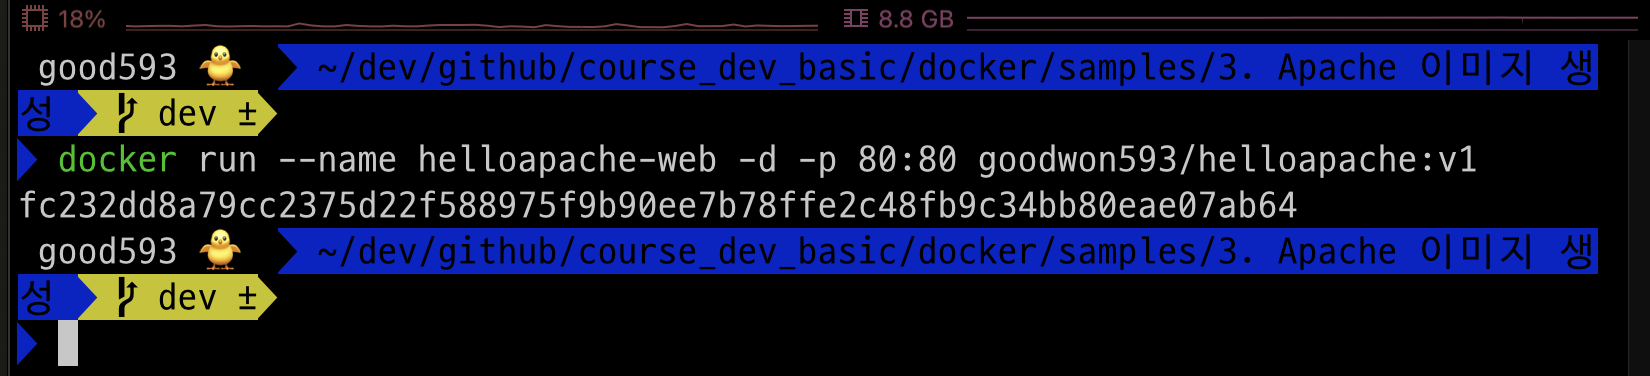 18% 8.8 GB
good593 🐥 ~/dev/github/course_dev_basic/docker/samples/3. Apache 이미지 생
성 dev ±
docker run --name helloapache-web -d -p 80:80 goodwon593/helloapache:v1
fc232dd8a79cc2375d22f588975f9b90ee7b78ffe2c48fb9c34bb80eae07ab64
good593 🐥 ~/dev/github/course_dev_basic/docker/samples/3. Apache 이미지 생
성 dev ±